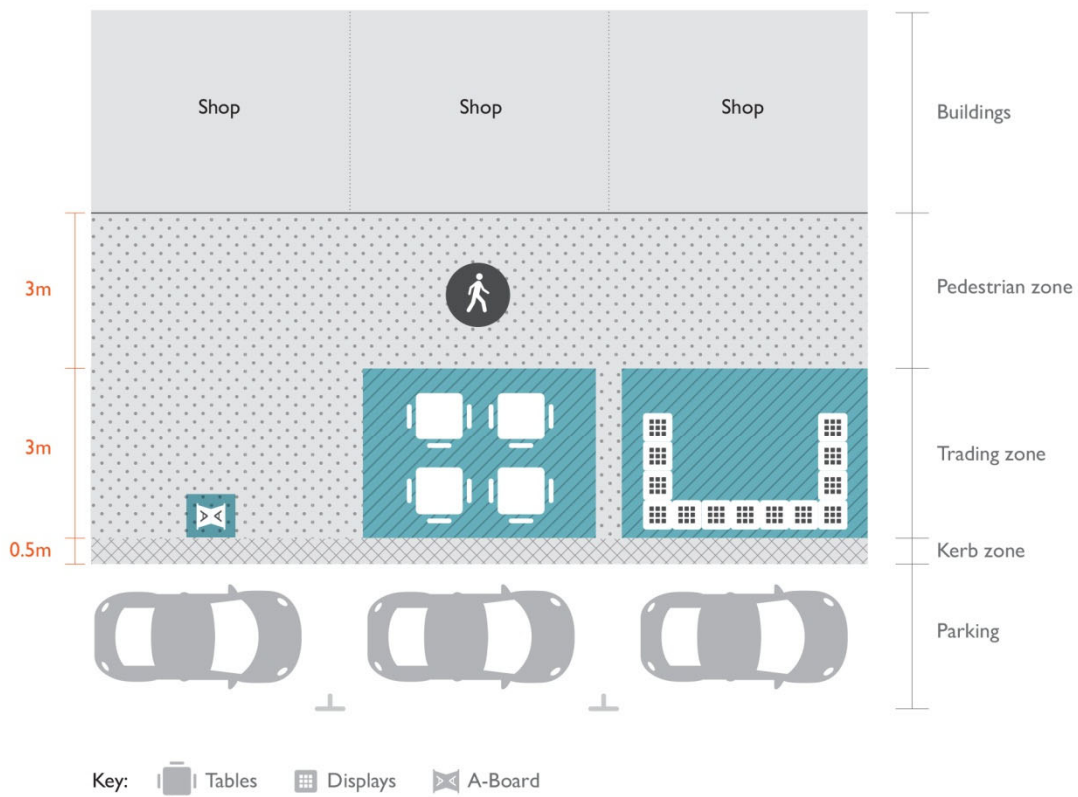 Shop
Shop
Shop
Buildings
3m
Pedestrian zone
3m
Trading zone
0.5m
Kerb zone
Parking
Key:
Tables
Displays
A-Board